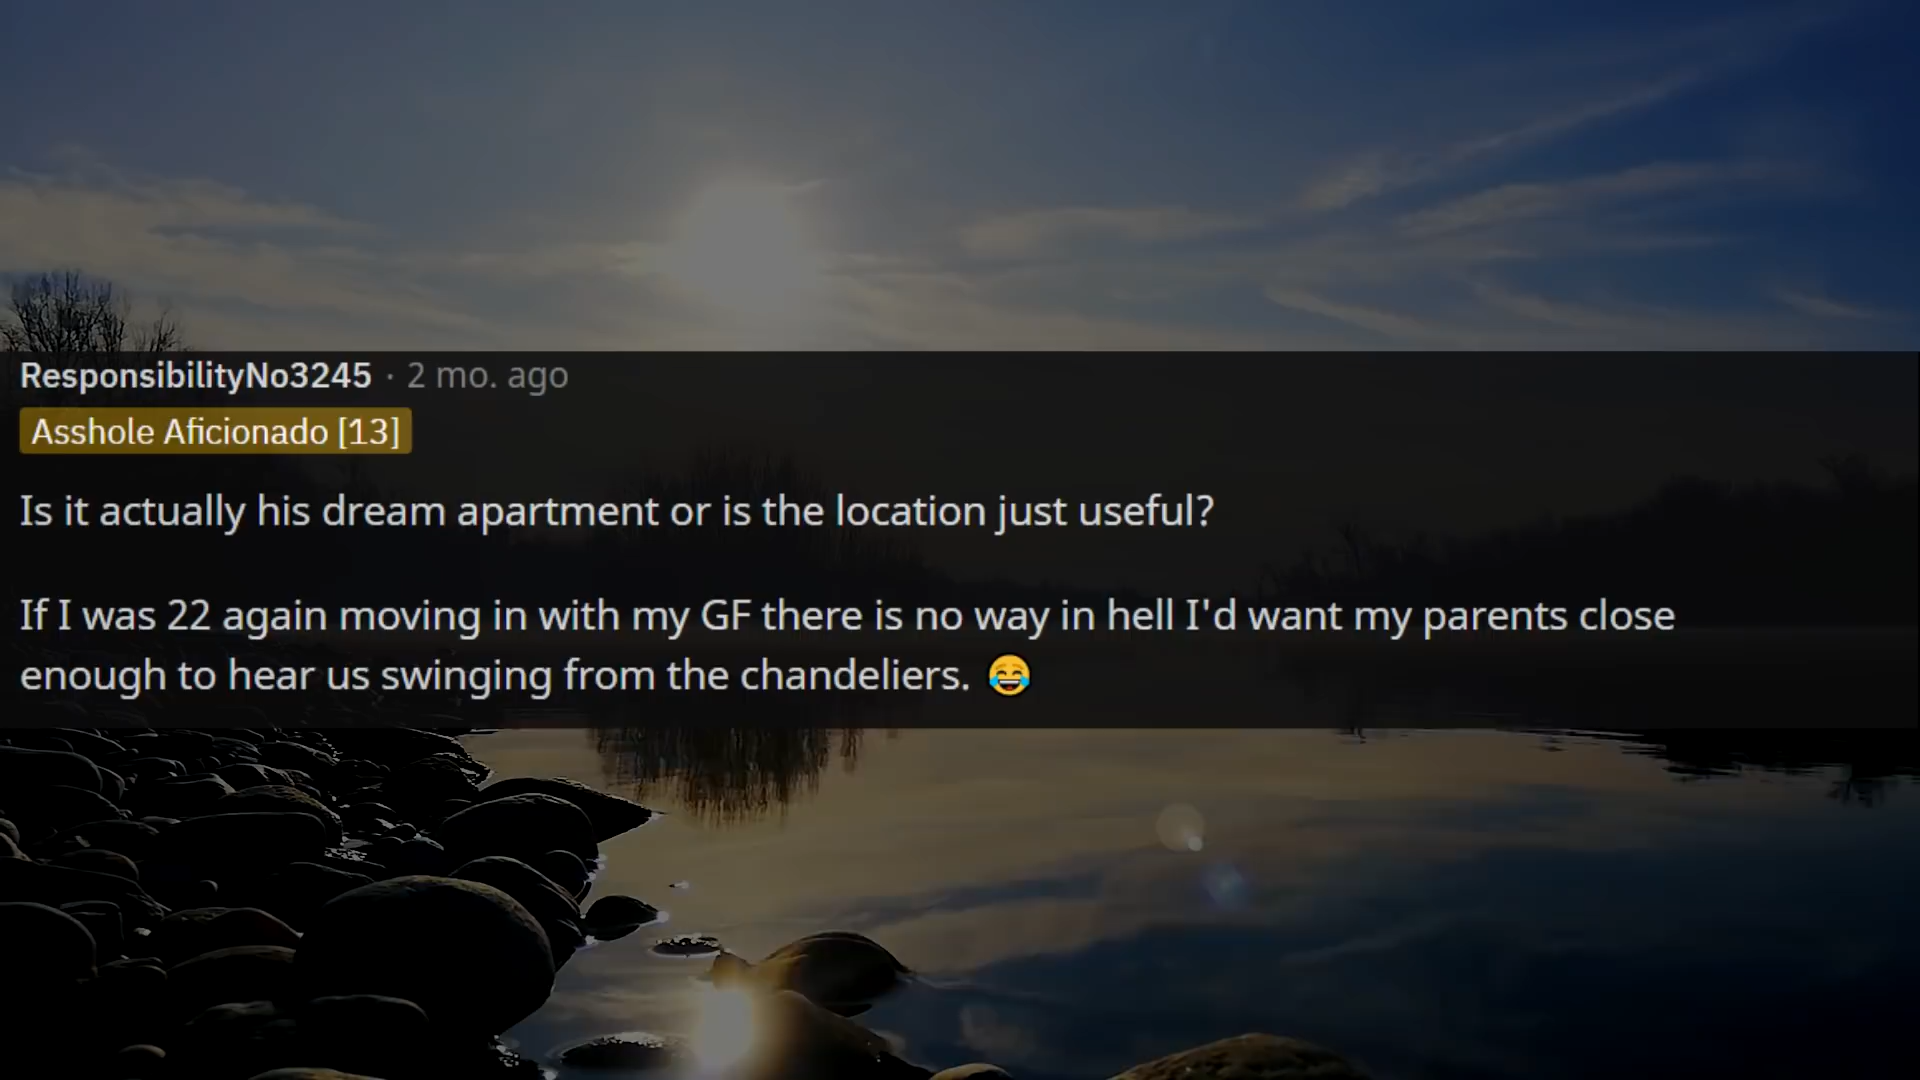 ResponsibilityNo3245 · 2 mo. ago
Asshole Aficionado [13]
Is it actually his dream apartment or is the location just useful?
If I was 22 again moving in with my GF there is no way in hell I'd want my parents close
enough to hear us swinging from the chandeliers. 😂